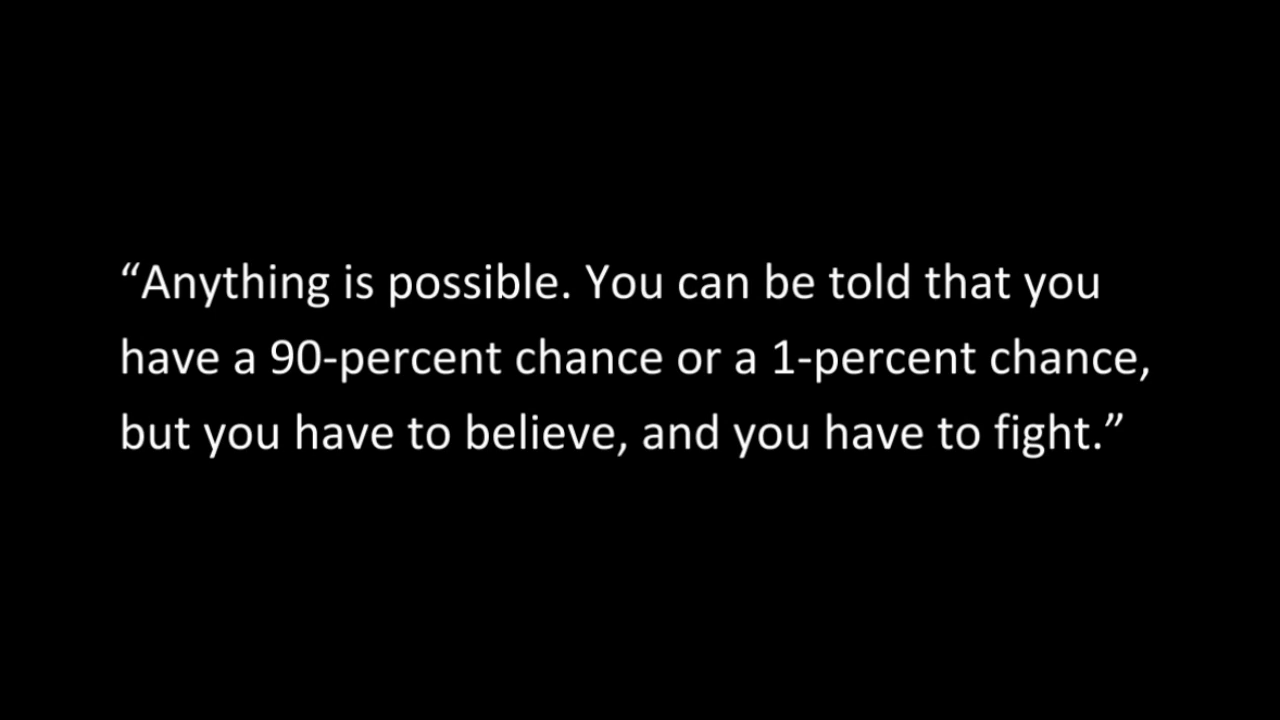 “Anything is possible. You can be told that you
have a 90-percent chance or a 1-percent chance,
but you have to believe, and you have to fight.”